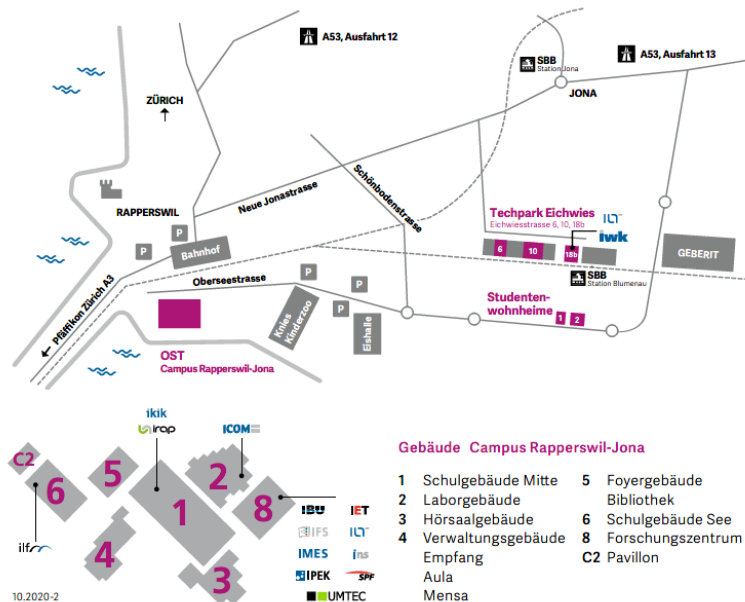 A53, Ausfahrt 12
SBB
Station Jona
A53, Ausfahrt 13
JONA
ZÜRICH
Neue Jonastrasse
Schönbodenstrasse
RAPPERSWIL
Techpark Eichwies
Eichwiesstrasse 6, 10, 18b
ILT
iwk
P
P
Bahnhof
6
10
18b
GEBERIT
SBB
Station Blumenau
Oberseestrasse
P
P
P
Pfäffikon Zürich A3
Knies
Kinderzoo
Eishalle
Studenten-
wohnheime
1
2
OST
Campus Rapperswil-Jona
ikik
irap
ICOM
C2
6
5
1
2
8
4
3
ilf
IBU
IET
IFS
ILT
IMES
ins
IPEK
SPF
UMTEC
10.2020-2
Gebäude Campus Rapperswil-Jona
1 Schulgebäude Mitte
2 Laborgebäude
3 Hörsaalgebäude
4 Verwaltungsgebäude
Empfang
Aula
Mensa
5 Foyergebäude
Bibliothek
6 Schulgebäude See
8 Forschungszentrum
C2 Pavillon